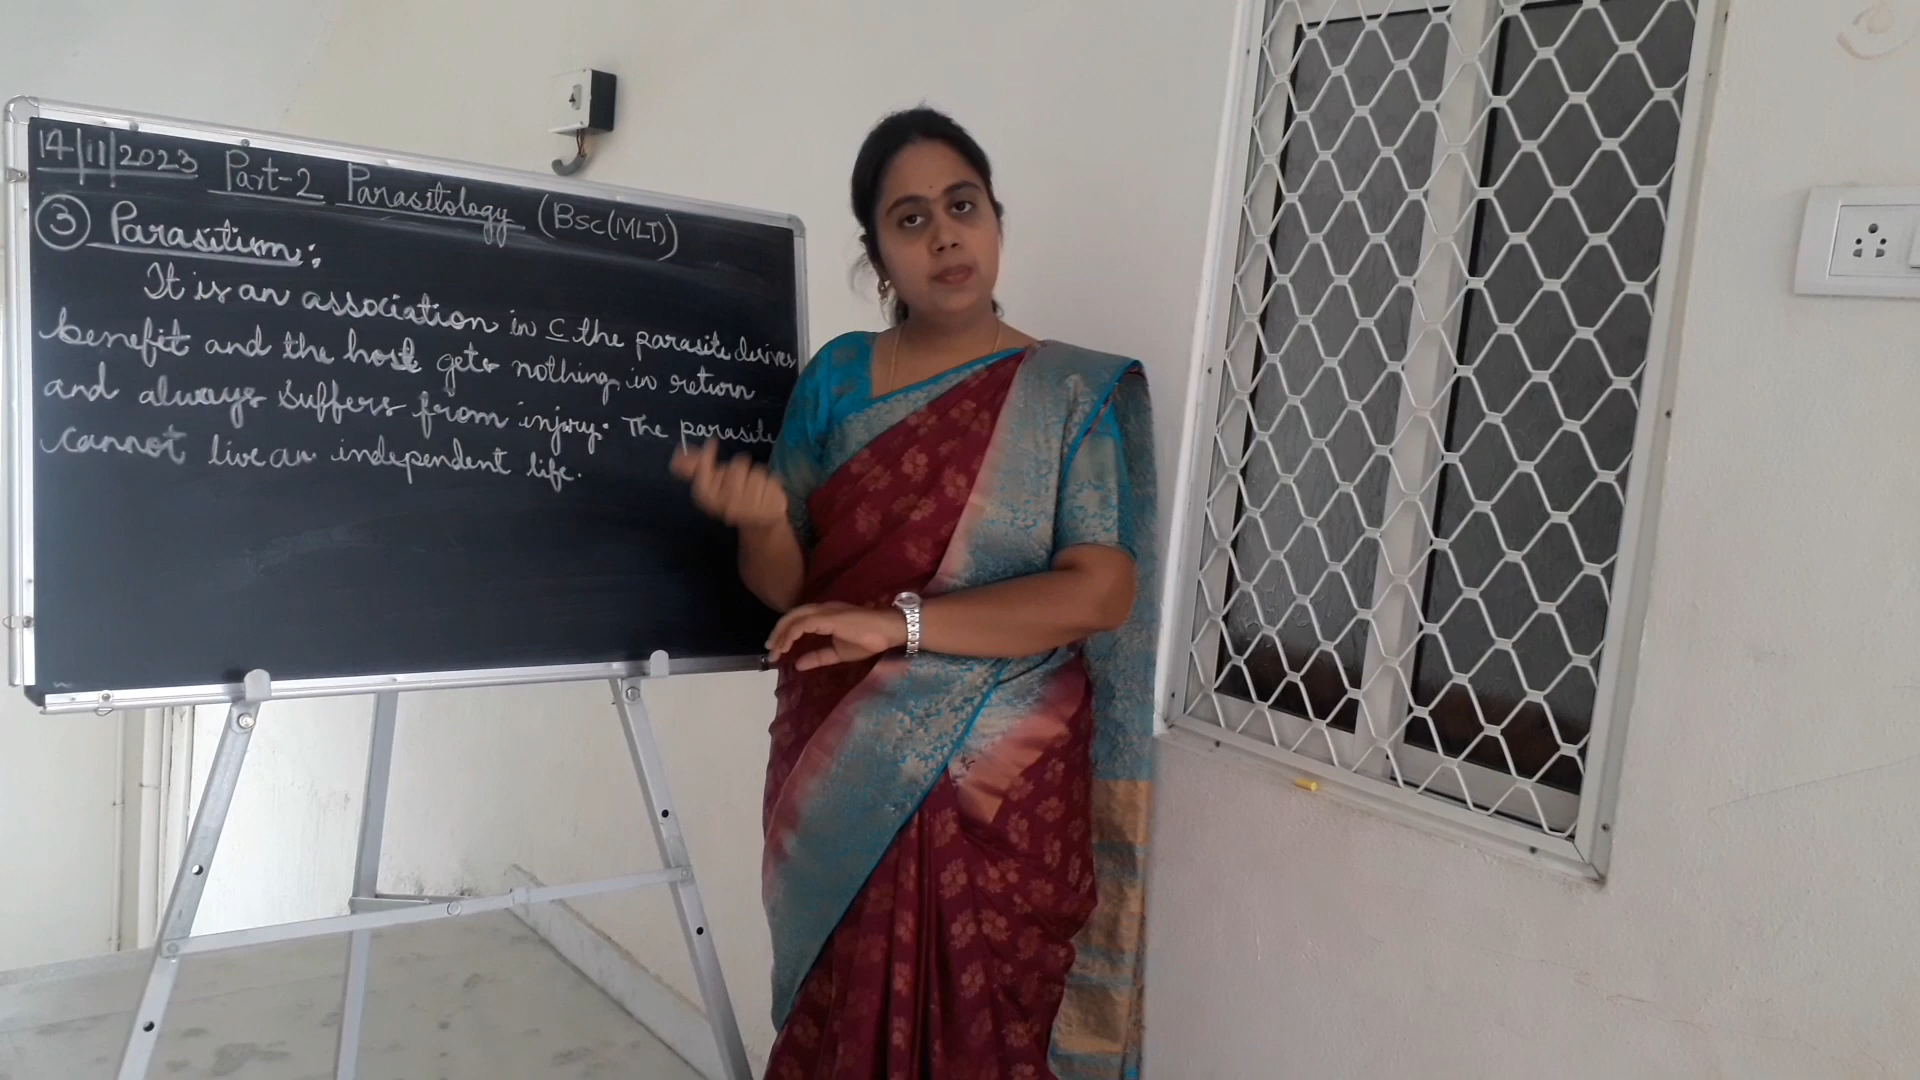 14/11/2023 Part-2 Parasitology (BSc(MLT))
3 Parasitism:
It is an association in c the parasite derives
benefit and the host gets nothing in return
and always suffers from injury. The parasite
cannot live an independent life.